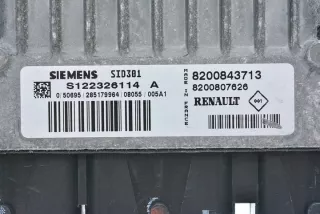 SIEMENS SID301
S122326114 A
0|50695|285179964|08055|005A1
MADE IN FRANCE
8200843713
8200807626
RENAULT 001